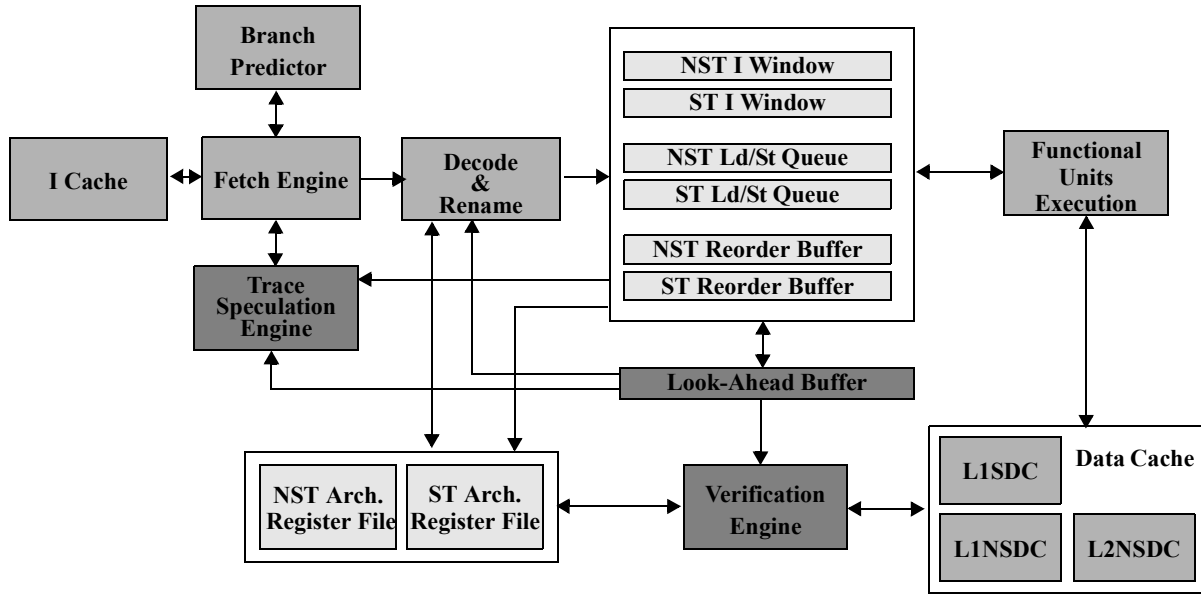 Branch
Predictor
I Cache
Fetch Engine
Decode
&
Rename
Trace
Speculation
Engine
NST I Window
ST I Window
NST Ld/St Queue
ST Ld/St Queue
NST Reorder Buffer
ST Reorder Buffer
Functional
Units
Execution
Look-Ahead Buffer
NST Arch.
Register File
ST Arch.
Register File
Verification
Engine
Data Cache
L1SDC
L1NSDC
L2NSDC